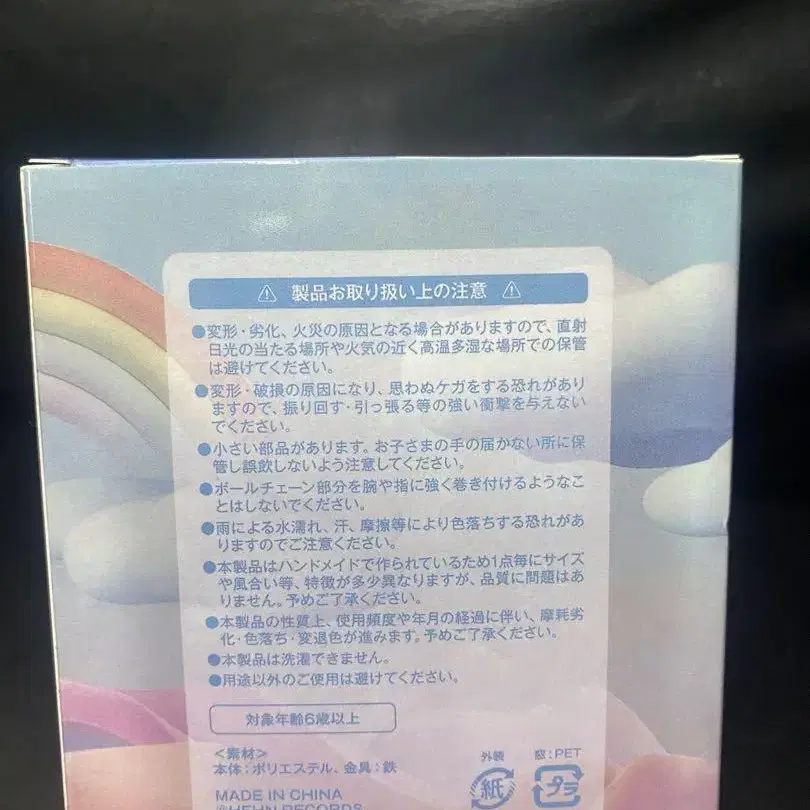 ⚠ 製品お取り扱い上の注意 ⚠
●変形・劣化、火災の原因となる場合がありますので、直射
日光の当たる場所や火気の近く高温多湿な場所での保管
は避けてください。
●変形・破損の原因になり、思わぬケガをする恐れがあり
ますので、振り回す・引っ張る等の強い衝撃を与えない
でください。
●小さい部品があります。お子さまの手の届かない所に保
管し誤飲しないよう注意してください。
●ボールチェーン部分を腕や指に強く巻き付けるようなこ
とはしないでください。
●雨による水濡れ、汗、摩擦等により色落ちする恐れがあ
りますのでご注意ください。
●本製品はハンドメイドで作られているため1点毎にサイズ
や風合い等、特徴が多少異なりますが、品質に問題はあ
りません。予めご了承ください。
●本製品の性質上、使用頻度や年月の経過に伴い、摩耗劣
化・色落ち・変退色が進みます。予めご了承ください。
●本製品は洗濯できません。
●用途以外のご使用は避けてください。
対象年齢6歳以上
<素材>
本体：ポリエステル、金具：鉄
MADE IN CHINA
RECORDS
外装
紙
窓：PET
プラ